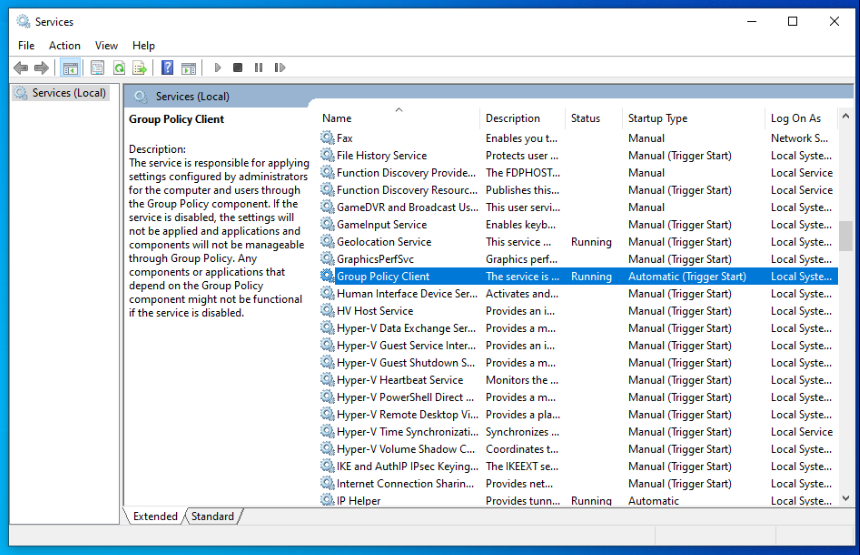 Services
File Action View Help
Services (Local)
Services (Local)
Group Policy Client
Description:
The service is responsible for applying
settings configured by administrators
for the computer and users through
the Group Policy component. If the
service is disabled, the settings will
not be applied and applications and
components will not be manageable
through Group Policy. Any
components or applications that
depend on the Group Policy
component might not be functional
if the service is disabled.
Name Description Status Startup Type Log On As
Fax Enables you t... Manual Network S...
File History Service Protects user ... Manual (Trigger Start) Local Syste...
Function Discovery Provide... The FDPHOST... Manual Local Service
Function Discovery Resourc... Publishes this... Manual (Trigger Start) Local Service
GameDVR and Broadcast Us... This user servi... Manual Local Syste...
GameInput Service Enables keyb... Manual (Trigger Start) Local Syste...
Geolocation Service This service ... Running Manual (Trigger Start) Local Syste...
GraphicsPerfSvc Graphics perf... Manual (Trigger Start) Local Syste...
Group Policy Client The service is ... Running Automatic (Trigger Start) Local Syste...
Human Interface Device Ser... Activates and... Manual (Trigger Start) Local Syste...
HV Host Service Provides an i... Manual (Trigger Start) Local Syste...
Hyper-V Data Exchange Ser... Provides a m... Manual (Trigger Start) Local Syste...
Hyper-V Guest Service Inter... Provides an i... Manual (Trigger Start) Local Syste...
Hyper-V Guest Shutdown S... Provides a m... Manual (Trigger Start) Local Syste...
Hyper-V Heartbeat Service Monitors the ... Manual (Trigger Start) Local Syste...
Hyper-V PowerShell Direct ... Provides a m... Manual (Trigger Start) Local Syste...
Hyper-V Remote Desktop Vi... Provides a pla... Manual (Trigger Start) Local Syste...
Hyper-V Time Synchronizati... Synchronizes ... Manual (Trigger Start) Local Service
Hyper-V Volume Shadow C... Coordinates t... Manual (Trigger Start) Local Syste...
IKE and AuthIP IPsec Keying... The IKEEXT se... Manual (Trigger Start) Local Syste...
Internet Connection Sharin... Provides net... Manual (Trigger Start) Local Syste...
IP Helper Provides tunn... Running Automatic Local Syste...
Extended Standard